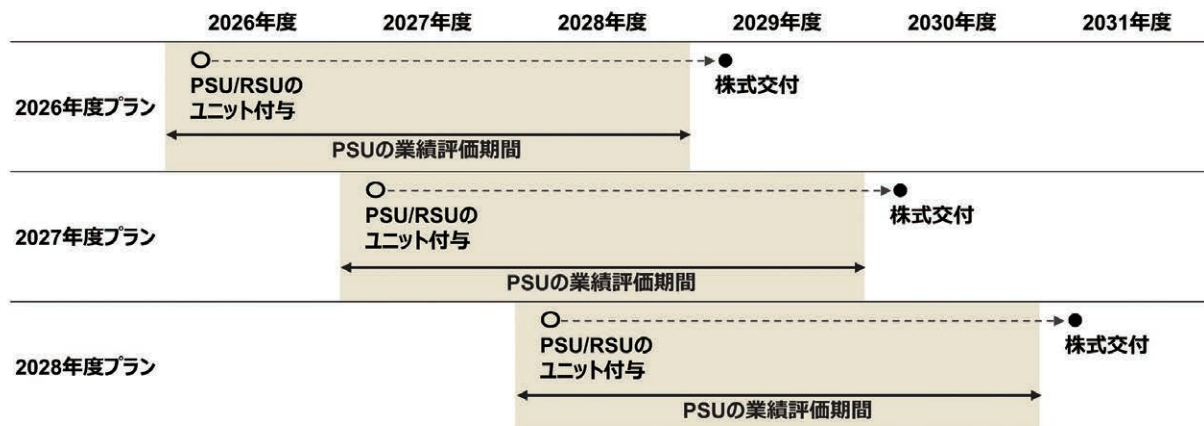 2026年度 2027年度 2028年度 2029年度 2030年度 2031年度
2026年度プラン
PSU/RSUの
ユニット付与
株式交付
PSUの業績評価期間
2027年度プラン
PSU/RSUの
ユニット付与
株式交付
PSUの業績評価期間
2028年度プラン
PSU/RSUの
ユニット付与
株式交付
PSUの業績評価期間